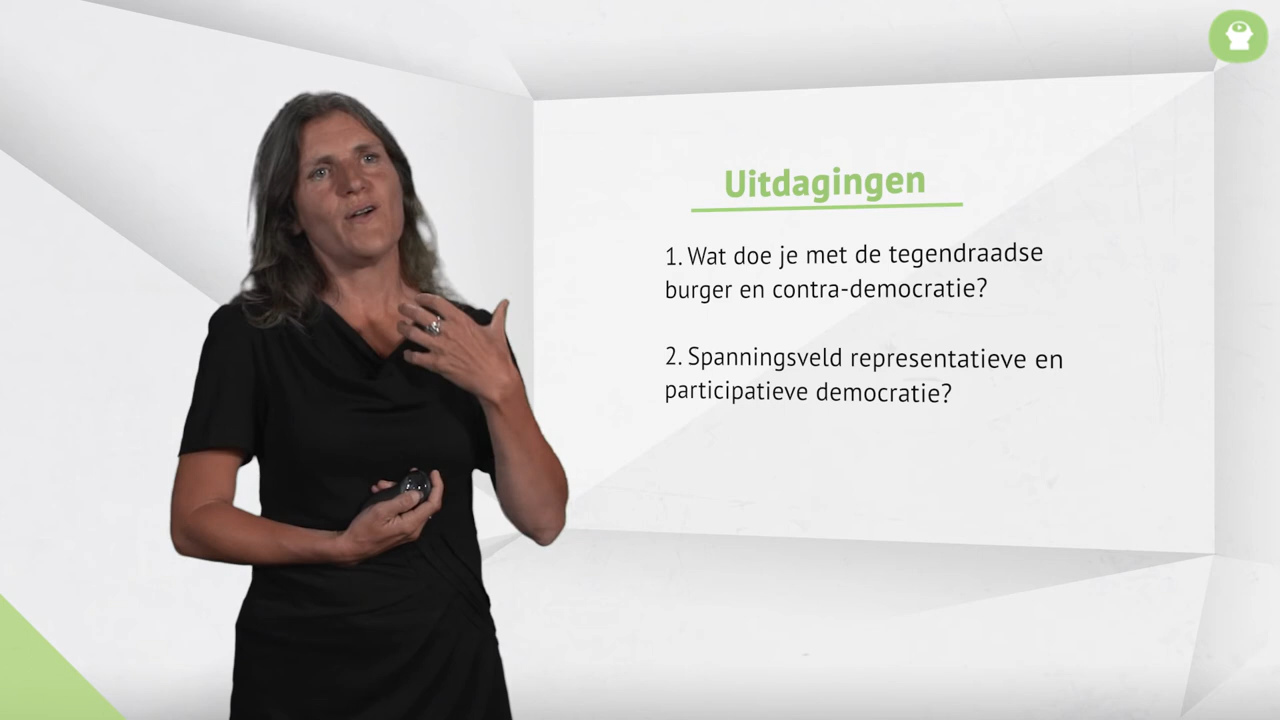 Uitdagingen
1. Wat doe je met de tegendraadse
burger en contra-democratie?
2. Spanningsveld representatieve en
participatieve democratie?